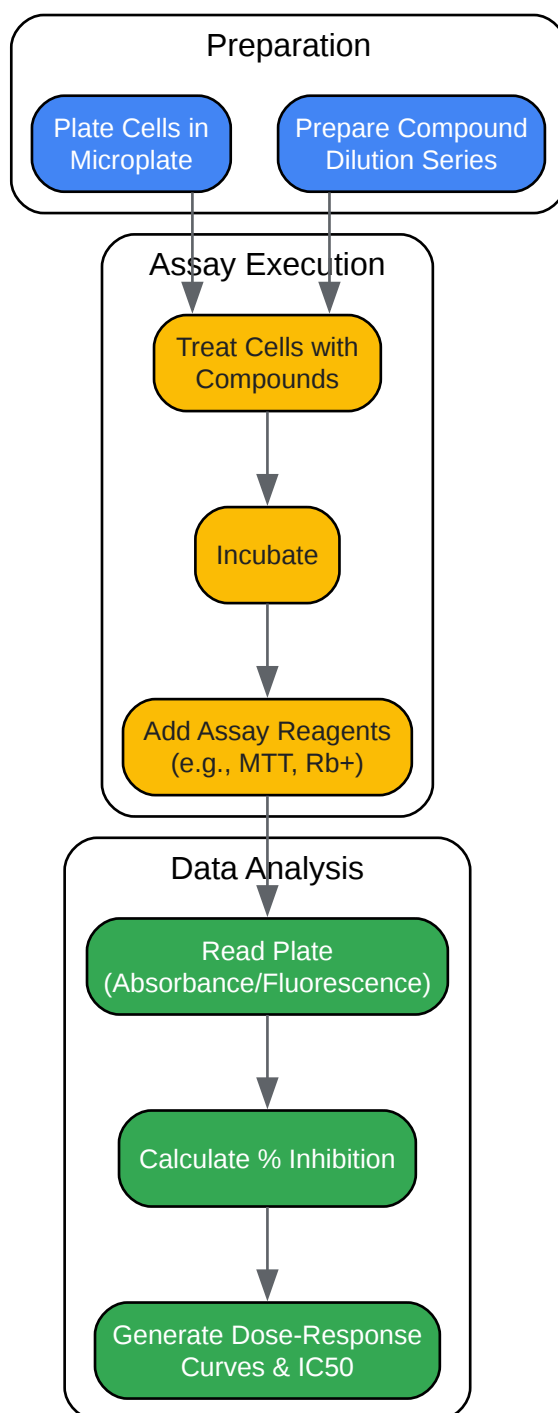 Preparation
Plate Cells in
Microplate
Prepare Compound
Dilution Series
Assay Execution
Treat Cells with
Compounds
Incubate
Add Assay Reagents
(e.g., MTT, Rb+)
Data Analysis
Read Plate
(Absorbance/Fluorescence)
Calculate % Inhibition
Generate Dose-Response
Curves & IC50